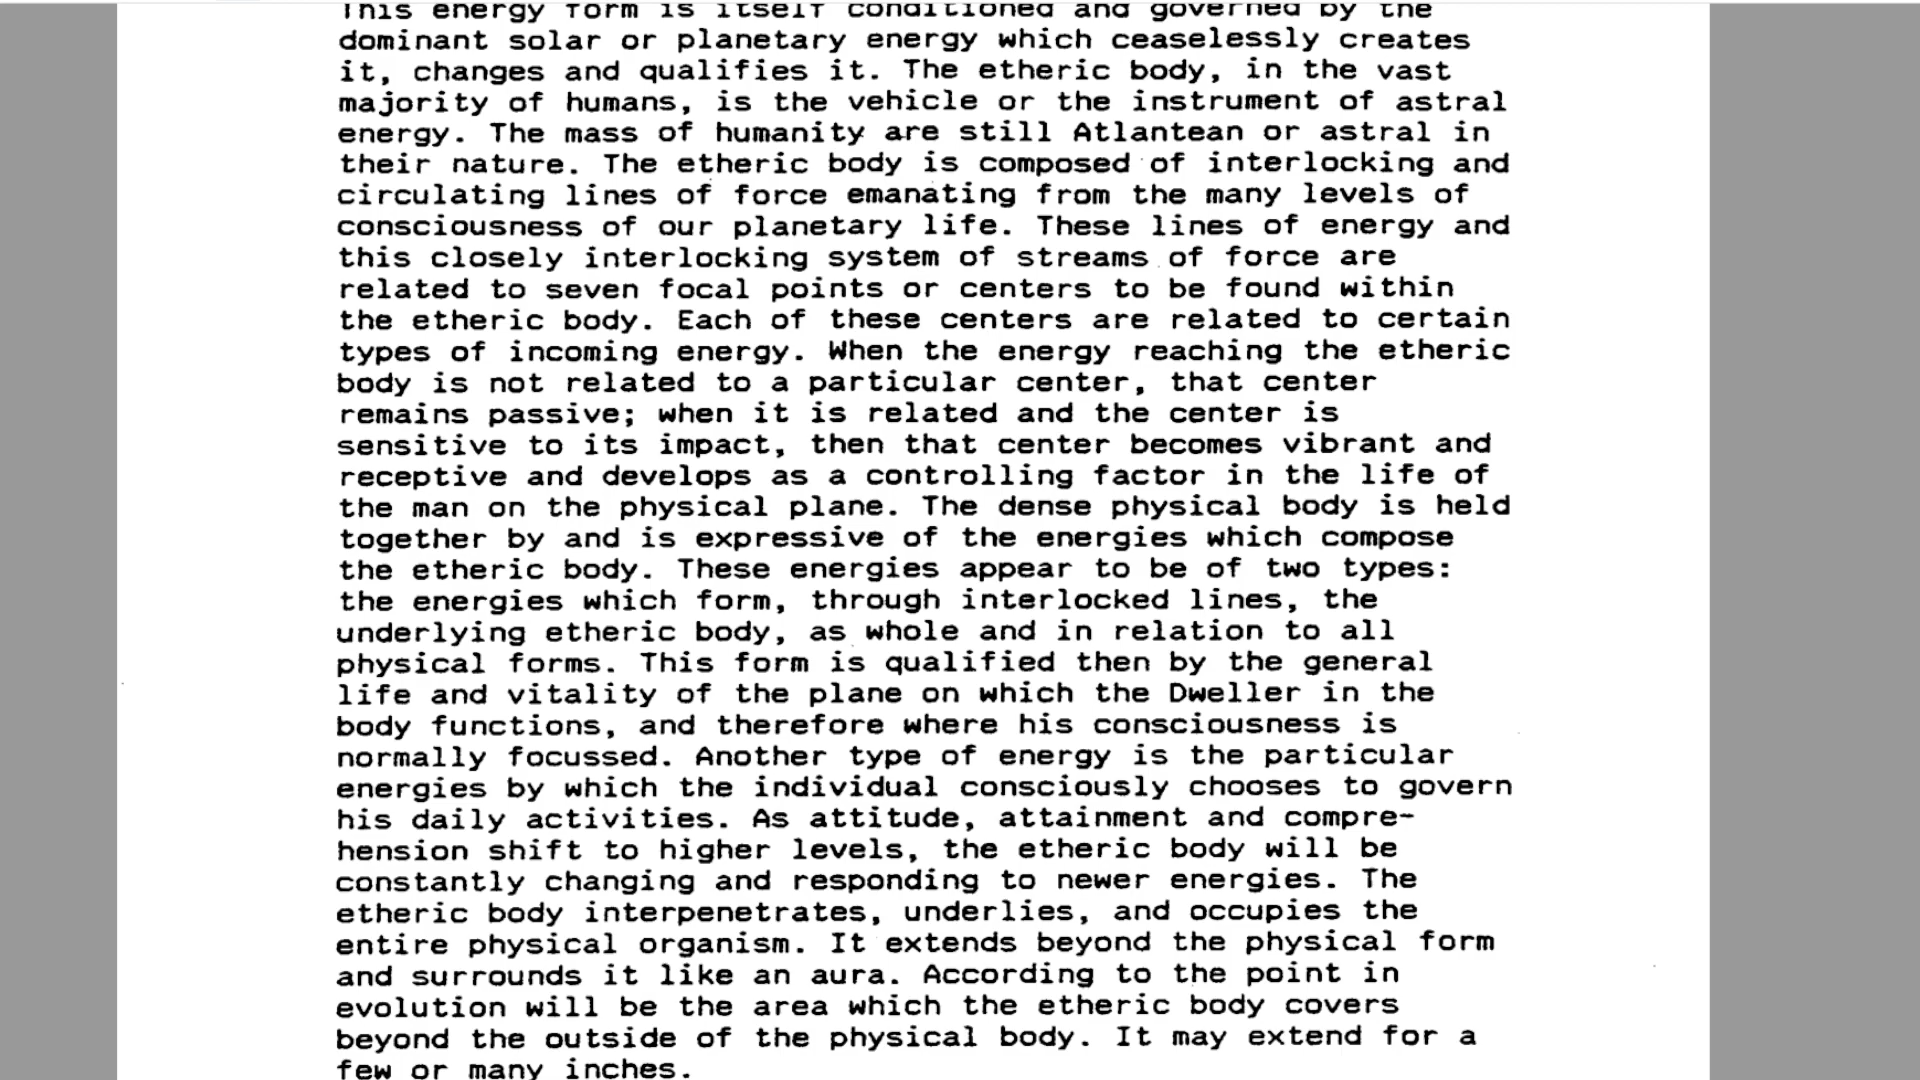 This energy form is itself conditioned and governed by the
dominant solar or planetary energy which ceaselessly creates
it, changes and qualifies it. The etheric body, in the vast
majority of humans, is the vehicle or the instrument of astral
energy. The mass of humanity are still Atlantean or astral in
their nature. The etheric body is composed of interlocking and
circulating lines of force emanating from the many levels of
consciousness of our planetary life. These lines of energy and
this closely interlocking system of streams of force are
related to seven focal points or centers to be found within
the etheric body. Each of these centers are related to certain
types of incoming energy. When the energy reaching the etheric
body is not related to a particular center, that center
remains passive; when it is related and the center is
sensitive to its impact, then that center becomes vibrant and
receptive and develops as a controlling factor in the life of
the man on the physical plane. The dense physical body is held
together by and is expressive of the energies which compose
the etheric body. These energies appear to be of two types:
the energies which form, through interlocked lines, the
underlying etheric body, as whole and in relation to all
physical forms. This form is qualified then by the general
life and vitality of the plane on which the Dweller in the
body functions, and therefore where his consciousness is
normally focussed. Another type of energy is the particular
energies by which the individual consciously chooses to govern
his daily activities. As attitude, attainment and compre-
hension shift to higher levels, the etheric body will be
constantly changing and responding to newer energies. The
etheric body interpenetrates, underlies, and occupies the
entire physical organism. It extends beyond the physical form
and surrounds it like an aura. According to the point in
evolution will be the area which the etheric body covers
beyond the outside of the physical body. It may extend for a
few or many inches.